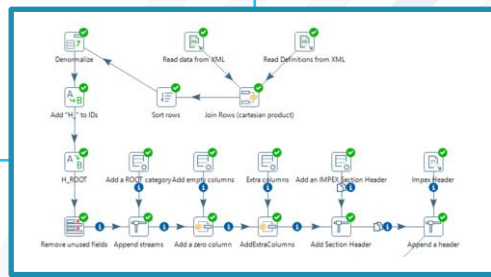 Denormalize
Read data from XML
Read Definitions from XML
Add "H_" to IDs
Sort rows
Join Rows (cartesian product)
H_ROOT
Add a ROOT category
Add empty columns
Extra columns
Add an IMPEX Section Header
Impex Header
Remove unused fields
Append streams
Add a zero column
AddExtraColumns
Add Section Header
Append a header